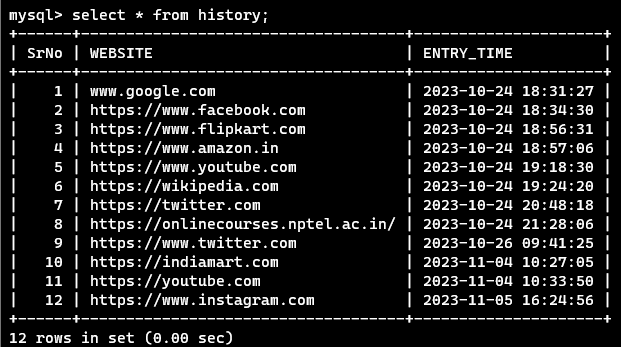 mysql> select * from history;
+------+-----------------------------------+---------------------+
| SrNo | WEBSITE                           | ENTRY_TIME          |
+------+-----------------------------------+---------------------+
|    1 | www.google.com                    | 2023-10-24 18:31:27 |
|    2 | https://www.facebook.com          | 2023-10-24 18:34:30 |
|    3 | https://www.flipkart.com          | 2023-10-24 18:56:31 |
|    4 | https://www.amazon.in             | 2023-10-24 18:57:06 |
|    5 | https://www.youtube.com           | 2023-10-24 19:18:30 |
|    6 | https://wikipedia.com             | 2023-10-24 19:24:20 |
|    7 | https://twitter.com               | 2023-10-24 20:48:18 |
|    8 | https://onlinecourses.nptel.ac.in/ | 2023-10-24 21:28:06 |
|    9 | https://www.twitter.com           | 2023-10-26 09:41:25 |
|   10 | https://indiamart.com             | 2023-11-04 10:27:05 |
|   11 | https://youtube.com               | 2023-11-04 10:33:50 |
|   12 | https://www.instagram.com         | 2023-11-05 16:24:56 |
+------+-----------------------------------+---------------------+
12 rows in set (0.00 sec)